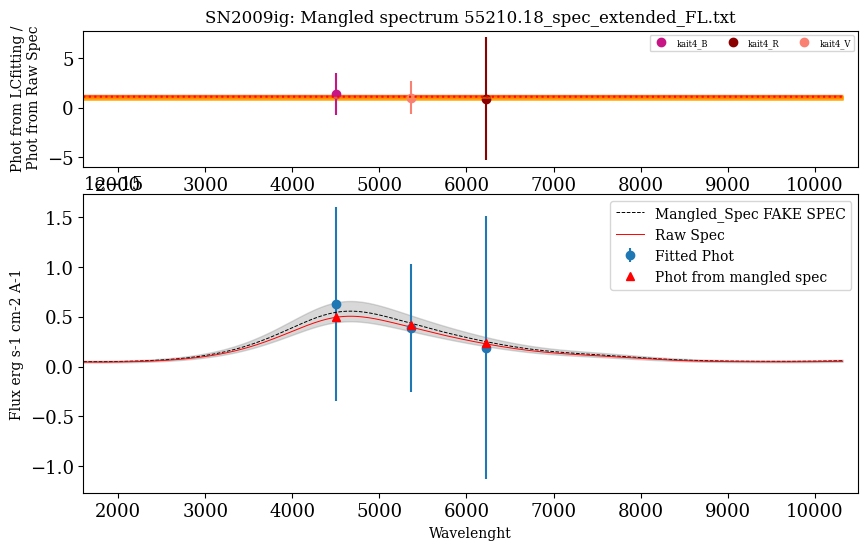 SN2009ig: Mangled spectrum 55210.18_spec_extended_FL.txt
Phot from LCfitting /
Phot from Raw Spec
5
0
−5
kait4_B
kait4_R
kait4_V
2000 3000 4000 5000 6000 7000 8000 9000 10000
1e−15
Flux erg s-1 cm-2 A-1
1.5
1.0
0.5
0.0
−0.5
−1.0
Mangled_Spec FAKE SPEC
Raw Spec
Fitted Phot
Phot from mangled spec
2000 3000 4000 5000 6000 7000 8000 9000 10000
Wavelenght